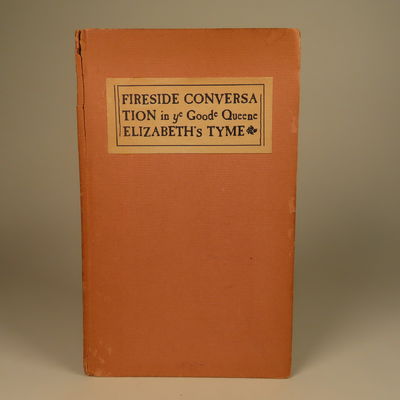 FIRESIDE CONVERSA
TION in ye Goode Queene
ELIZABETH's TYME